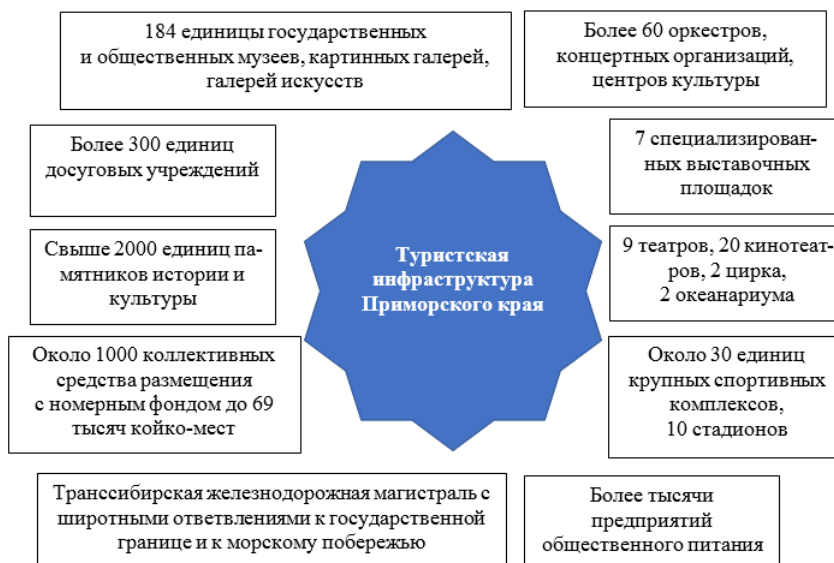 184 единицы государственных
и общественных музеев, картинных галерей,
галерей искусств
Более 60 оркестров,
концертных организаций,
центров культуры
Более 300 единиц
досуговых учреждений
7 специализирован-
ных выставочных
площадок
Свыше 2000 единиц па-
мятников истории и
культуры
Туристская
инфраструктура
Приморского края
9 театров, 20 кинотеат-
ров, 2 цирка,
2 океанариума
Около 1000 коллективных
средства размещения
с номерным фондом до 69
тысяч койко-мест
Около 30 единиц
крупных спортивных
комплексов,
10 стадионов
Транссибирская железнодорожная магистраль с
широтными ответвлениями к государственной
границе и к морскому побережью
Более тысячи
предприятий
общественного питания